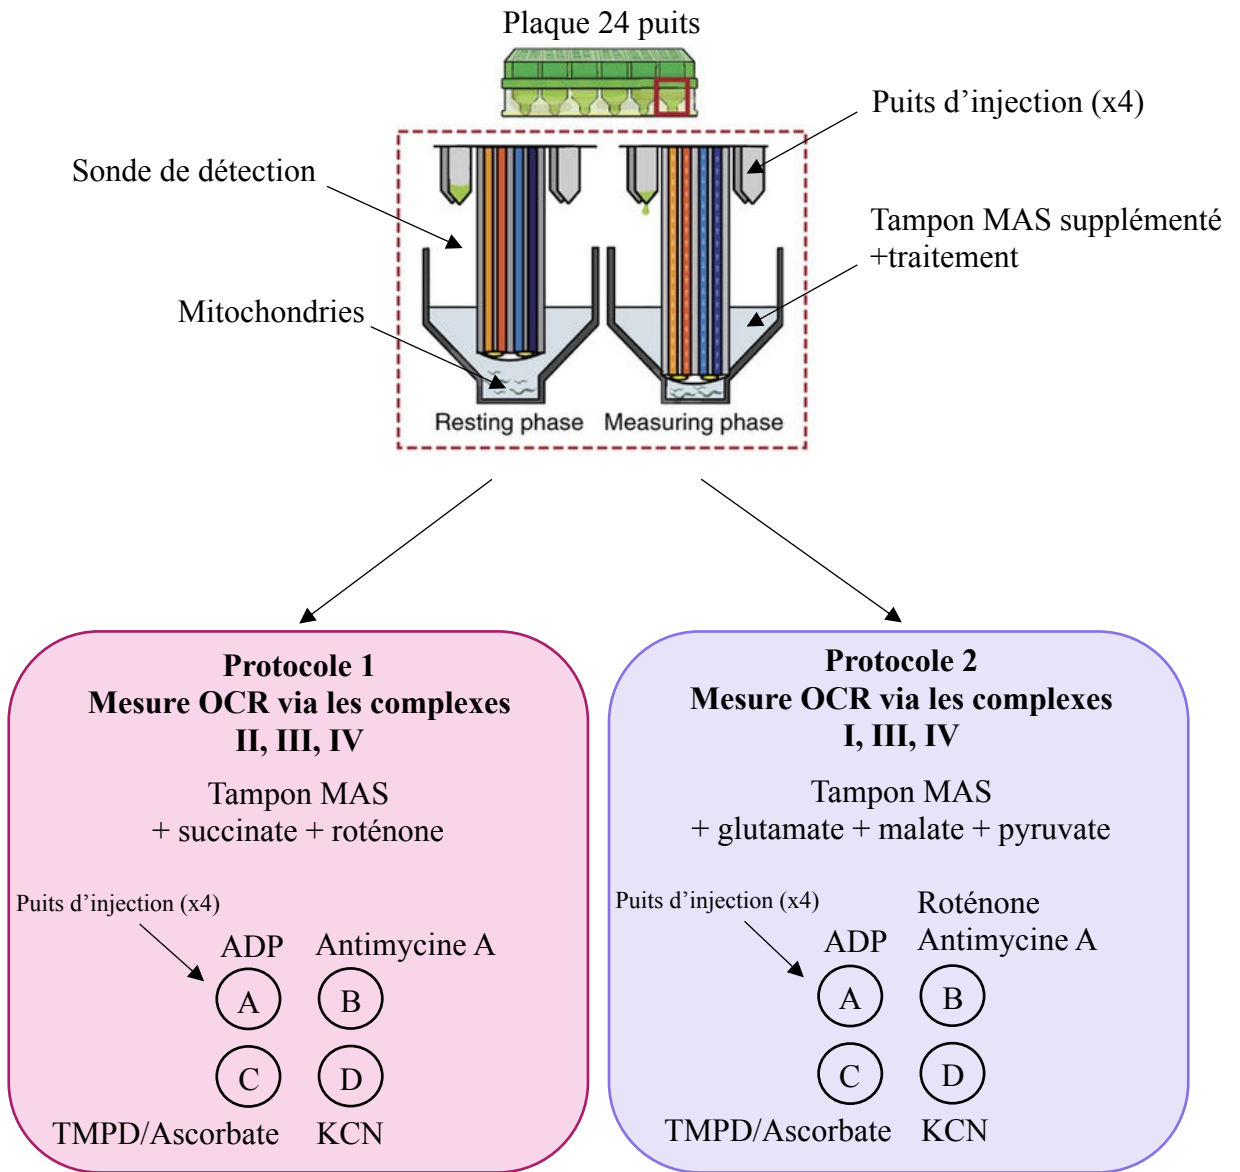 Plaque 24 puits
Puits d’injection (x4)
Sonde de détection
Tampon MAS supplémenté
+traitement
Mitochondries
Resting phase
Measuring phase
Protocole 1
Mesure OCR via les complexes
II, III, IV
Tampon MAS
+ succinate + roténone
Puits d’injection (x4)
ADP
Antimycine A
A
B
C
D
TMPD/Ascorbate
KCN
Protocole 2
Mesure OCR via les complexes
I, III, IV
Tampon MAS
+ glutamate + malate + pyruvate
Puits d’injection (x4)
Roténone
ADP
Antimycine A
A
B
C
D
TMPD/Ascorbate
KCN